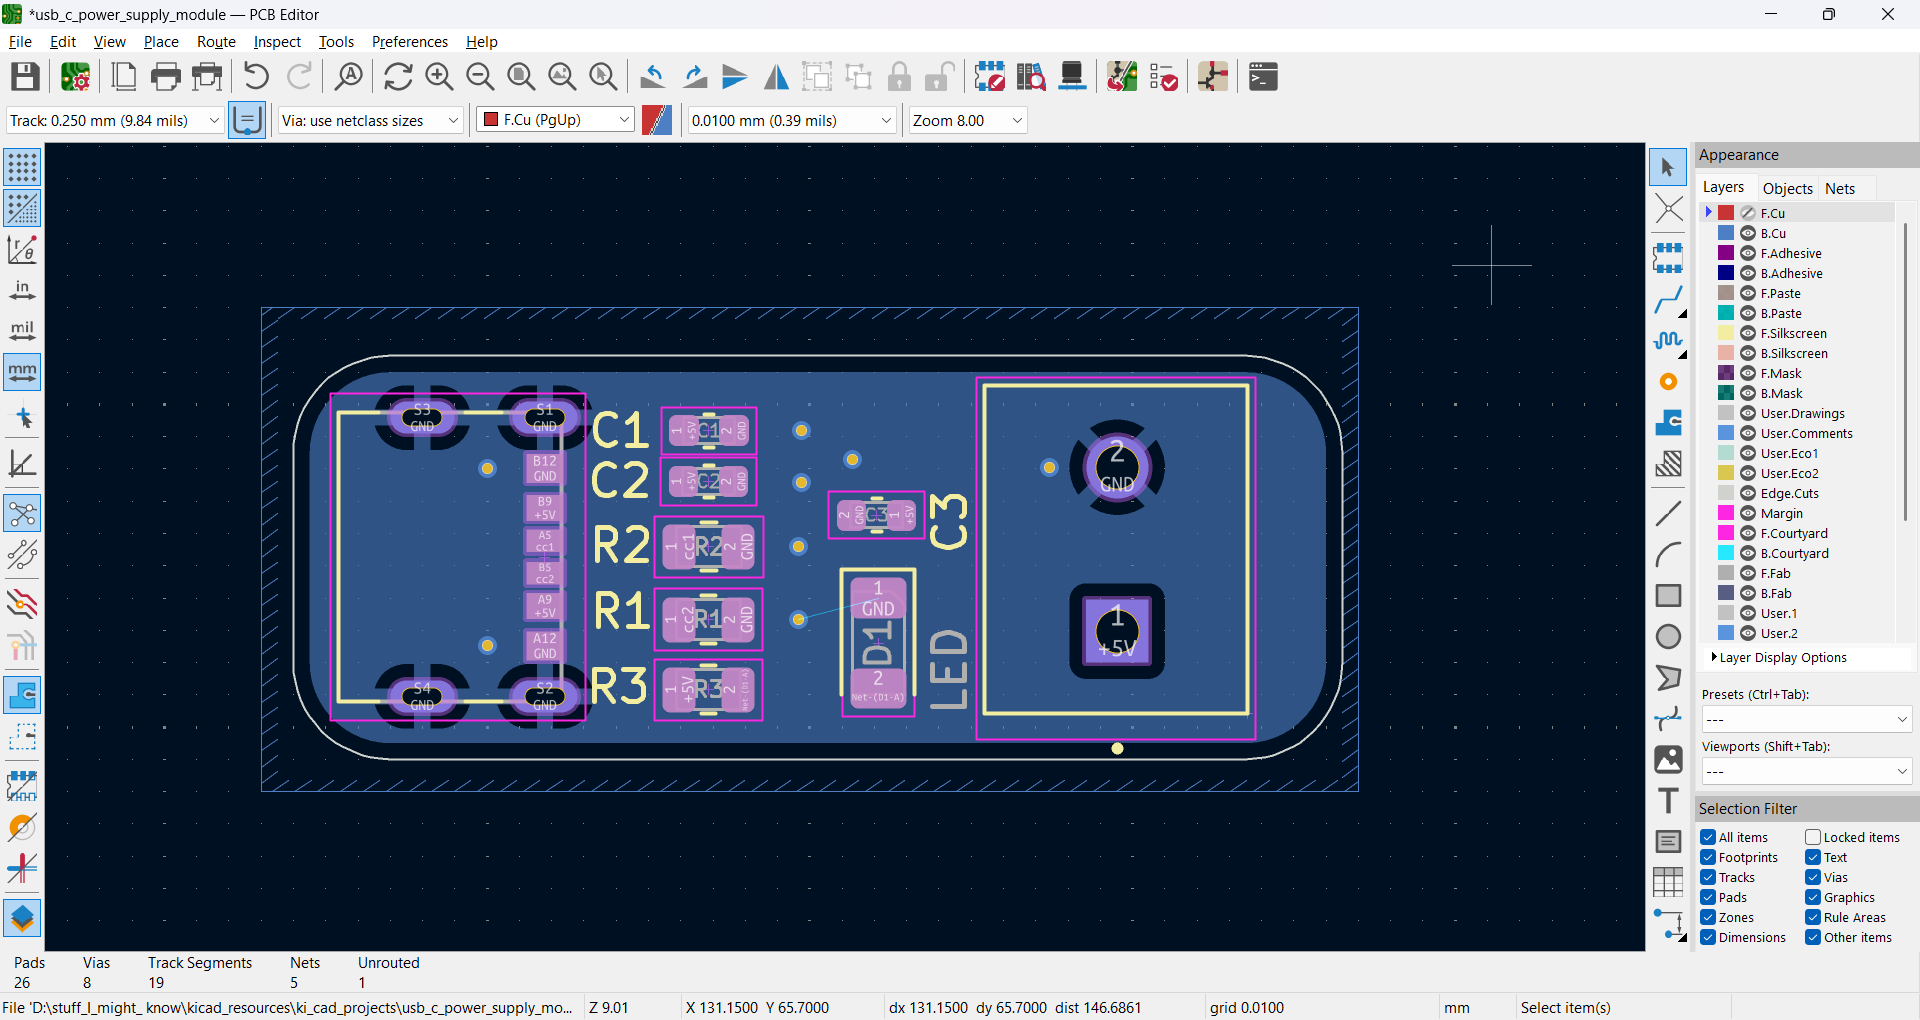 *usb_c_power_supply_module — PCB Editor
File Edit View Place Route Inspect Tools Preferences Help
Track: 0.250 mm (9.84 mils) Via: use netclass sizes F.Cu (PgUp) 0.0100 mm (0.39 mils) Zoom 8.00
in
mil
mm
S3
GND
S1
GND
B12
GND
B9
+5V
A5
cc1
B5
cc2
A9
+5V
A12
GND
S4
GND
S2
GND
C1
1 +5V C1 2 GND
C2
1 +5V C2 2 GND
R2
1 cc1 R2 2 GND
R1
1 cc2 R1 2 GND
R3
1 +5V R3 2 Net-(D1-A)
2 GND C3 1 +5V
C3
1
GND
D1
2
Net-(D1-A)
LED
2
GND
1
+5V
Appearance
Layers Objects Nets
F.Cu
B.Cu
F.Adhesive
B.Adhesive
F.Paste
B.Paste
F.Silkscreen
B.Silkscreen
F.Mask
B.Mask
User.Drawings
User.Comments
User.Eco1
User.Eco2
Edge.Cuts
Margin
F.Courtyard
B.Courtyard
F.Fab
B.Fab
User.1
User.2
Layer Display Options
Presets (Ctrl+Tab):
---
Viewports (Shift+Tab):
---
Selection Filter
All items Locked items
Footprints Text
Tracks Vias
Pads Graphics
Zones Rule Areas
Dimensions Other items
Pads Vias Track Segments Nets Unrouted
26 8 19 5 1
File 'D:\stuff_I_might_ know\kicad_resources\ki_cad_projects\usb_c_power_supply_mo... Z 9.01 X 131.1500 Y 65.7000 dx 131.1500 dy 65.7000 dist 146.6861 grid 0.0100 mm Select item(s)